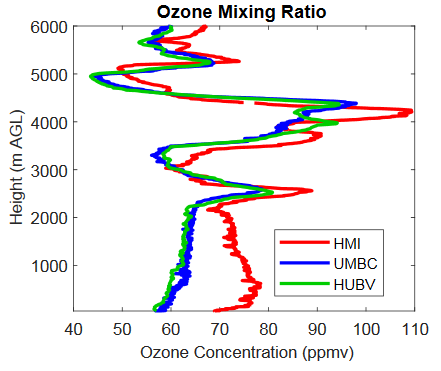 Ozone Mixing Ratio
6000
5000
4000
3000
2000
1000
Height (m AGL)
HMI
UMBC
HUBV
40 50 60 70 80 90 100 110
Ozone Concentration (ppmv)